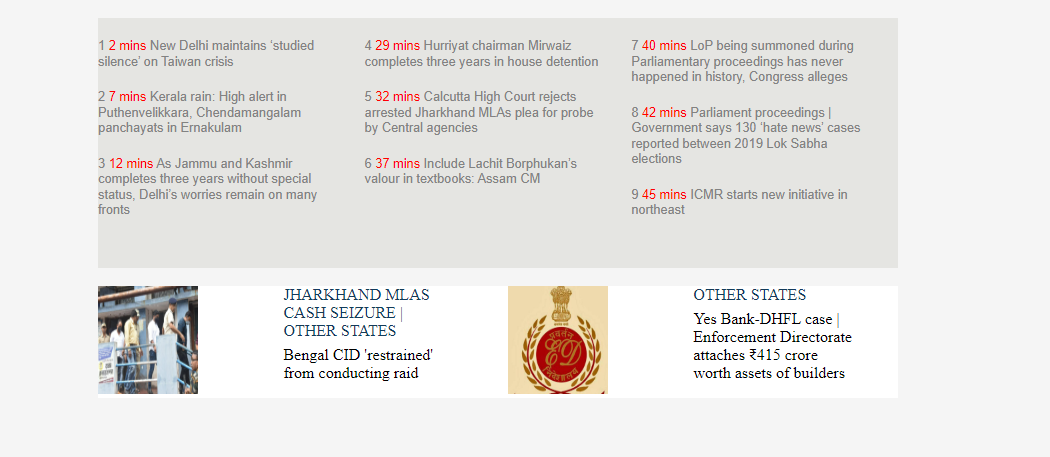 1 2 mins New Delhi maintains ‘studied
silence’ on Taiwan crisis
2 7 mins Kerala rain: High alert in
Puthenvelikkara, Chendamangalam
panchayats in Ernakulam
3 12 mins As Jammu and Kashmir
completes three years without special
status, Delhi’s worries remain on many
fronts
4 29 mins Hurriyat chairman Mirwaiz
completes three years in house detention
5 32 mins Calcutta High Court rejects
arrested Jharkhand MLAs plea for probe
by Central agencies
6 37 mins Include Lachit Borphukan’s
valour in textbooks: Assam CM
7 40 mins LoP being summoned during
Parliamentary proceedings has never
happened in history, Congress alleges
8 42 mins Parliament proceedings |
Government says 130 ‘hate news’ cases
reported between 2019 Lok Sabha
elections
9 45 mins ICMR starts new initiative in
northeast
JHARKHAND MLAS
CASH SEIZURE |
OTHER STATES
Bengal CID 'restrained'
from conducting raid
ED
OTHER STATES
Yes Bank-DHFL case |
Enforcement Directorate
attaches ₹415 crore
worth assets of builders